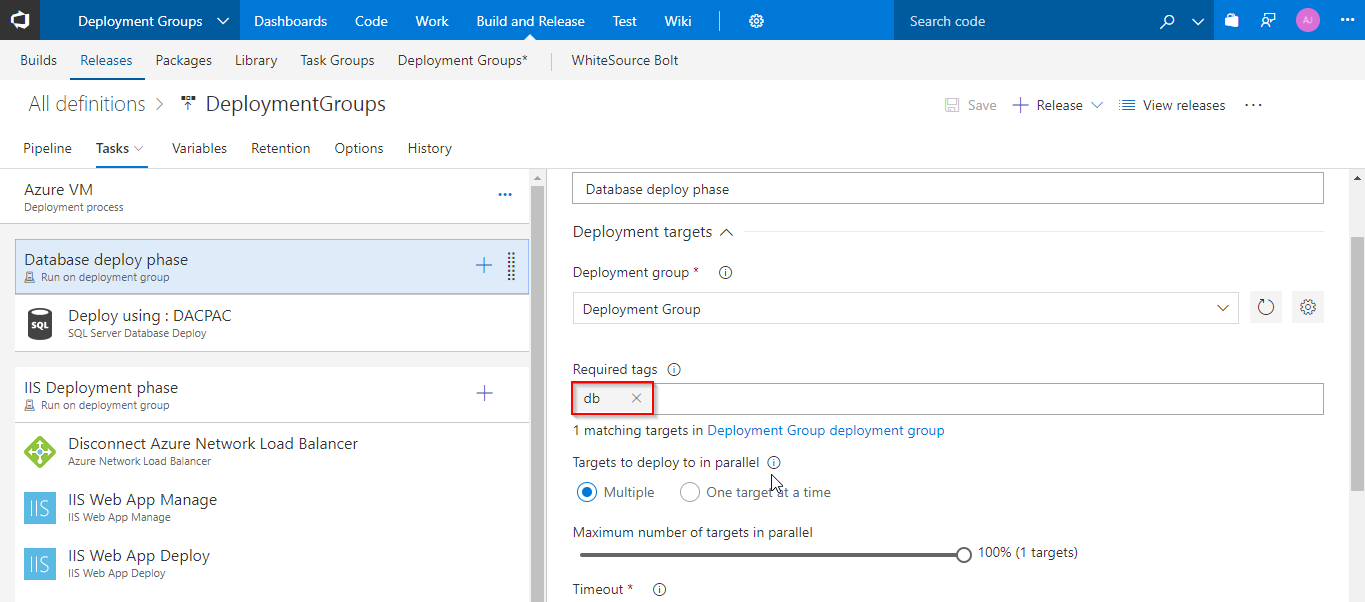 Deployment Groups Dashboards Code Work Build and Release Test Wiki Search code AJ
Builds Releases Packages Library Task Groups Deployment Groups* WhiteSource Bolt
All definitions > DeploymentGroups Save + Release View releases ...
Pipeline Tasks Variables Retention Options History
Azure VM ...
Deployment process
Database deploy phase
Run on deployment group
SQL Deploy using : DACPAC
SQL Server Database Deploy
IIS Deployment phase
Run on deployment group
Disconnect Azure Network Load Balancer
Azure Network Load Balancer
IIS IIS Web App Manage
IIS Web App Manage
IIS IIS Web App Deploy
IIS Web App Deploy
Database deploy phase
Deployment targets
Deployment group *
Deployment Group
Required tags
db
1 matching targets in Deployment Group deployment group
Targets to deploy to in parallel
Multiple One target at a time
Maximum number of targets in parallel
100% (1 targets)
Timeout *